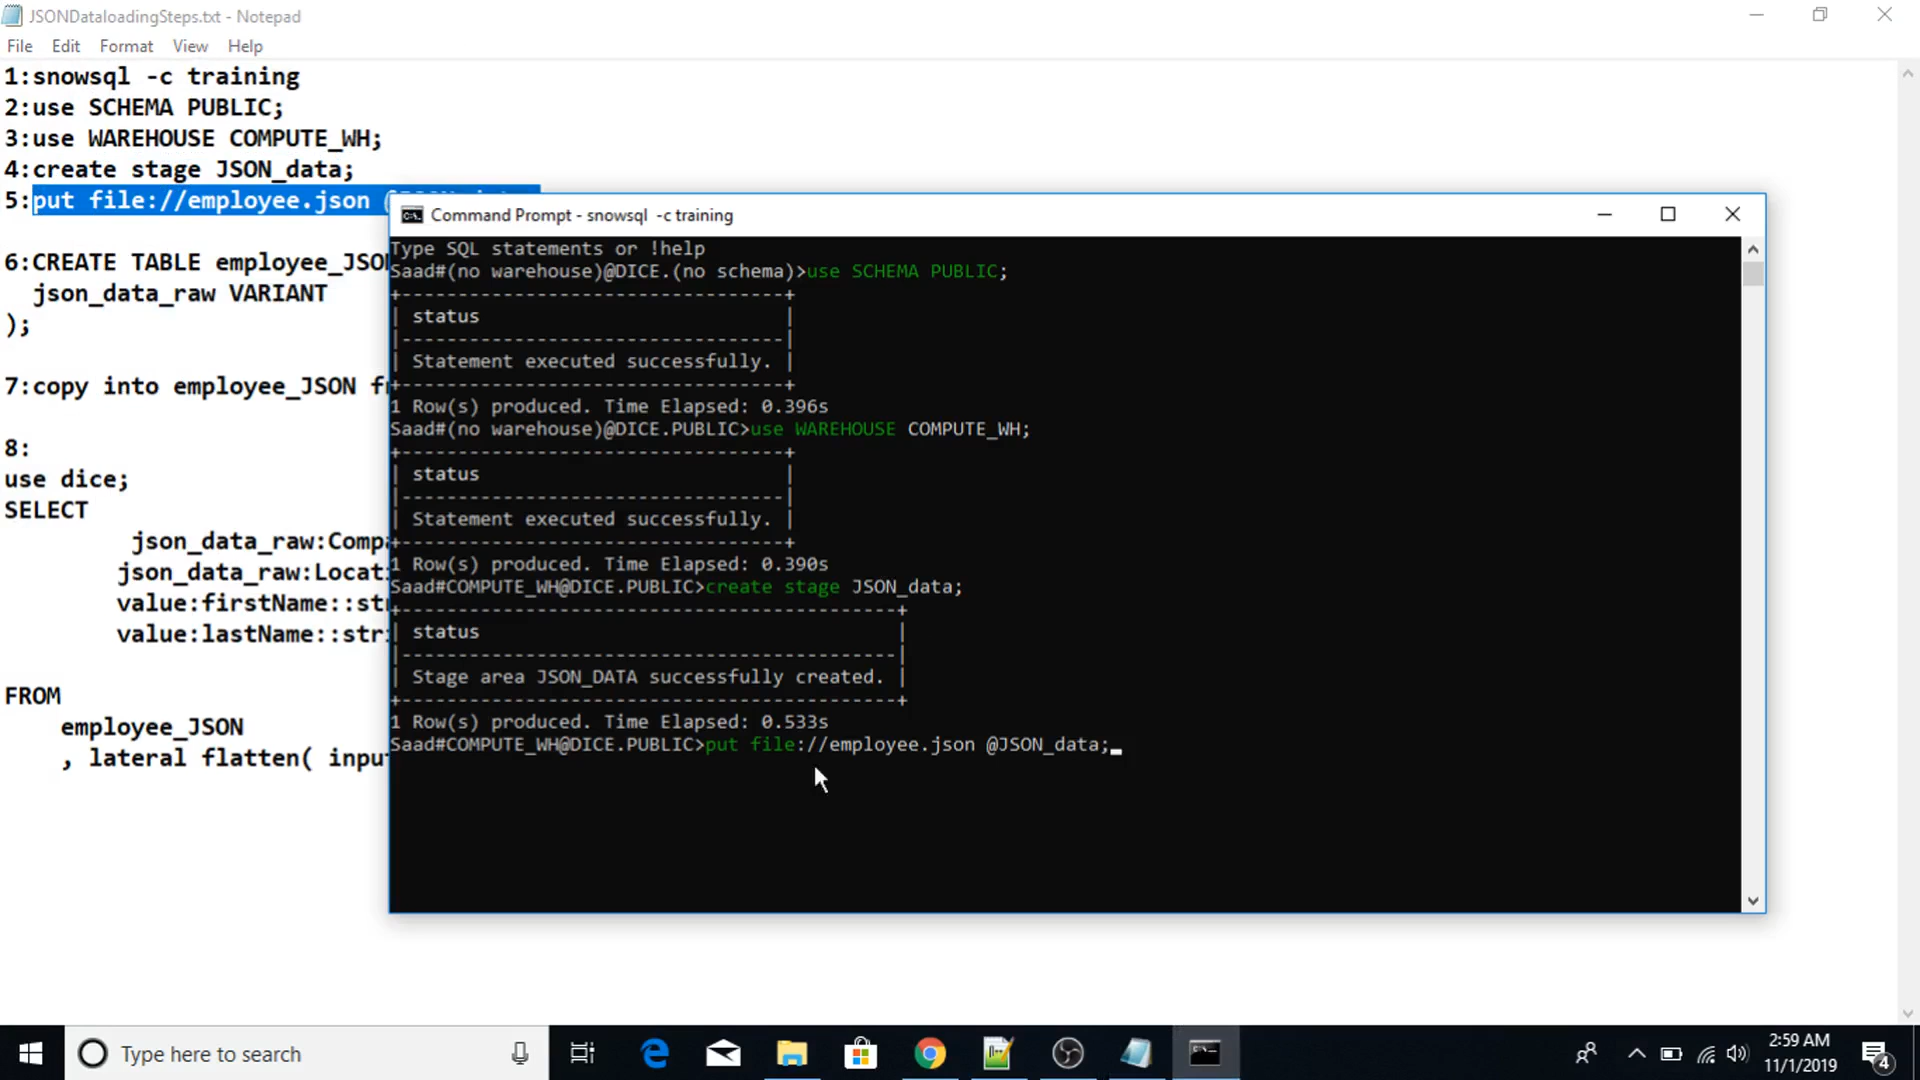 JSONDataloadingSteps.txt - Notepad
File Edit Format View Help
1:snowsql -c training
2:use SCHEMA PUBLIC;
3:use WAREHOUSE COMPUTE_WH;
4:create stage JSON_data;
5:put file://employee.json
6:CREATE TABLE employee_JSO
json_data_raw VARIANT
);
7:copy into employee_JSON fr
8:
use dice;
SELECT
json_data_raw:Compa
json_data_raw:Locati
value:firstName::str
value:lastName::stri
FROM
employee_JSON
, lateral flatten( input
Command Prompt - snowsql -c training
Type SQL statements or !help
Saad#(no warehouse)@DICE.(no schema)>use SCHEMA PUBLIC;
+----------------------------------+
| status |
|----------------------------------|
| Statement executed successfully. |
+----------------------------------+
1 Row(s) produced. Time Elapsed: 0.396s
Saad#(no warehouse)@DICE.PUBLIC>use WAREHOUSE COMPUTE_WH;
+----------------------------------+
| status |
|----------------------------------|
| Statement executed successfully. |
+----------------------------------+
1 Row(s) produced. Time Elapsed: 0.390s
Saad#COMPUTE_WH@DICE.PUBLIC>create stage JSON_data;
+--------------------------------------------+
| status |
|--------------------------------------------|
| Stage area JSON_DATA successfully created. |
+--------------------------------------------+
1 Row(s) produced. Time Elapsed: 0.533s
Saad#COMPUTE_WH@DICE.PUBLIC>put file://employee.json @JSON_data;
Type here to search
2:59 AM
11/1/2019
4